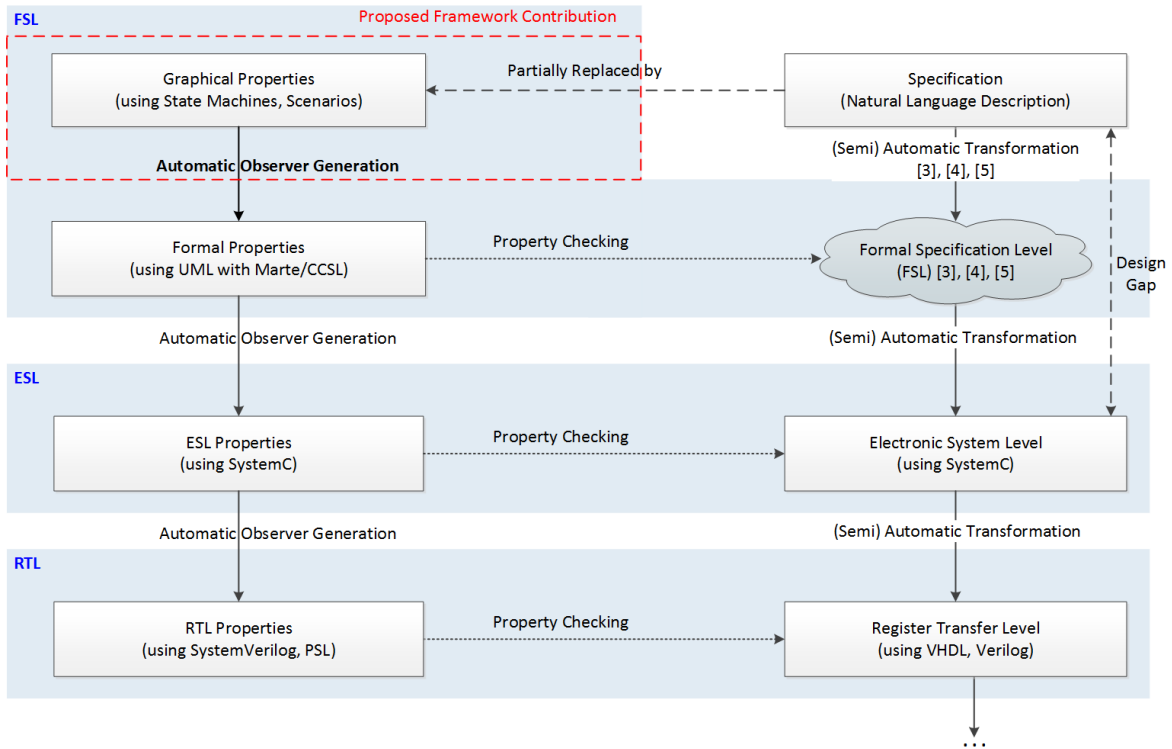 FSL
Proposed Framework Contribution
Graphical Properties
(using State Machines, Scenarios)
Partially Replaced by
Specification
(Natural Language Description)
Automatic Observer Generation
(Semi) Automatic Transformation
[3], [4], [5]
Formal Properties
(using UML with Marte/CCSL)
Property Checking
Formal Specification Level
(FSL) [3], [4], [5]
Design
Gap
Automatic Observer Generation
(Semi) Automatic Transformation
ESL
ESL Properties
(using SystemC)
Property Checking
Electronic System Level
(using SystemC)
Automatic Observer Generation
(Semi) Automatic Transformation
RTL
RTL Properties
(using SystemVerilog, PSL)
Property Checking
Register Transfer Level
(using VHDL, Verilog)
...